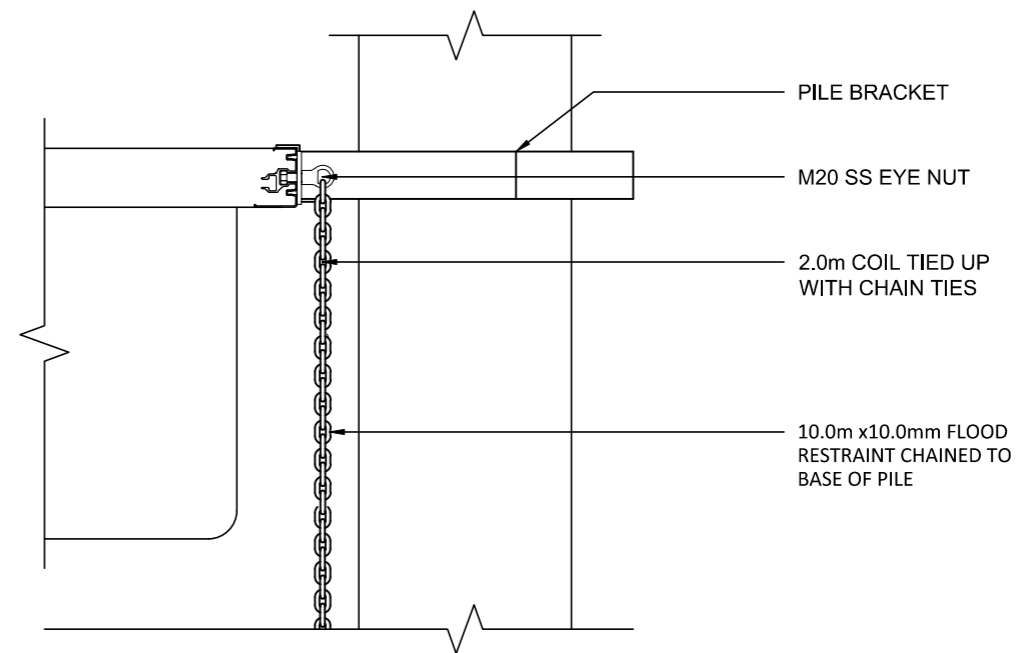 PILE BRACKET
M20 SS EYE NUT
2.0m COIL TIED UP
WITH CHAIN TIES
10.0m x10.0mm FLOOD
RESTRAINT CHAINED TO
BASE OF PILE